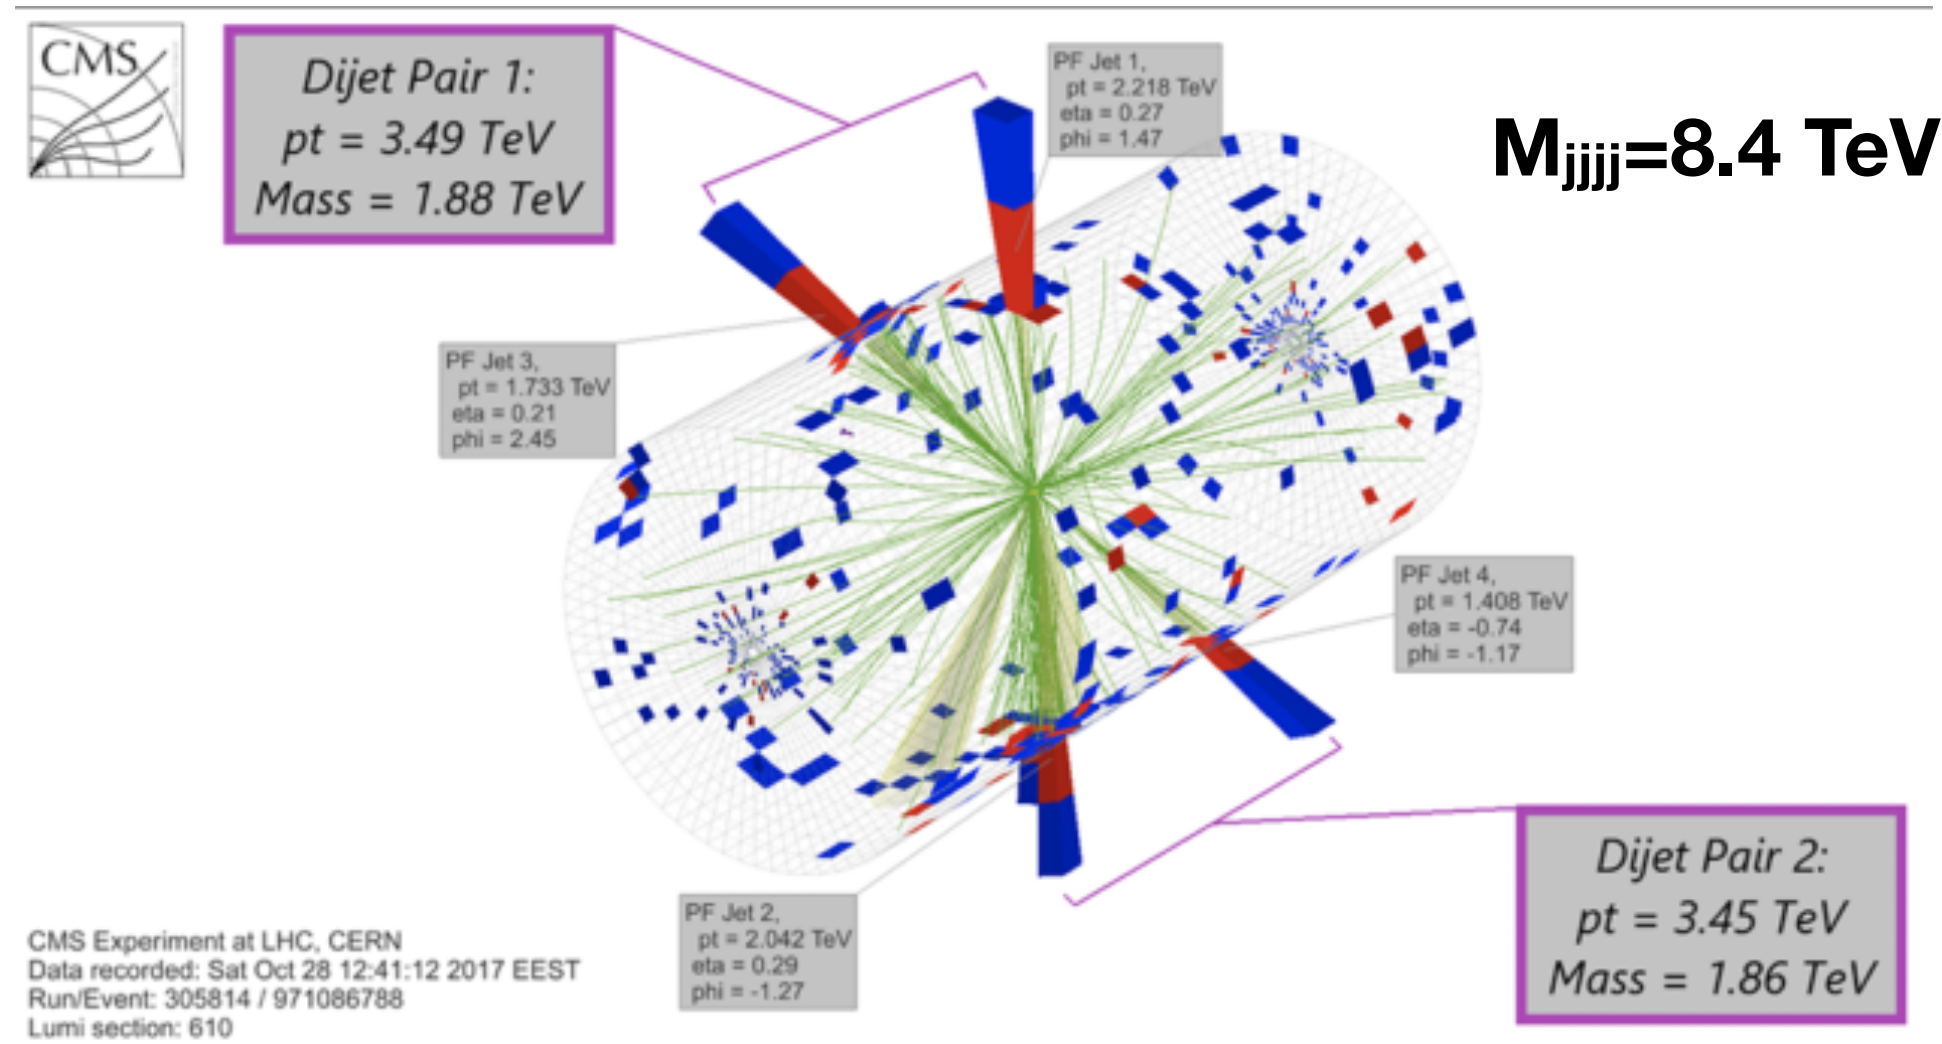 CMS
Dijet Pair 1:
pt = 3.49 TeV
Mass = 1.88 TeV
PF Jet 1,
pt = 2.218 TeV
eta = 0.27
phi = 1.47
Mjjjj=8.4 TeV
PF Jet 3,
pt = 1.733 TeV
eta = 0.21
phi = 2.45
PF Jet 4,
pt = 1.408 TeV
eta = -0.74
phi = -1.17
PF Jet 2,
pt = 2.042 TeV
eta = 0.29
phi = -1.27
Dijet Pair 2:
pt = 3.45 TeV
Mass = 1.86 TeV
CMS Experiment at LHC, CERN
Data recorded: Sat Oct 28 12:41:12 2017 EEST
Run/Event: 305814 / 971086788
Lumi section: 610